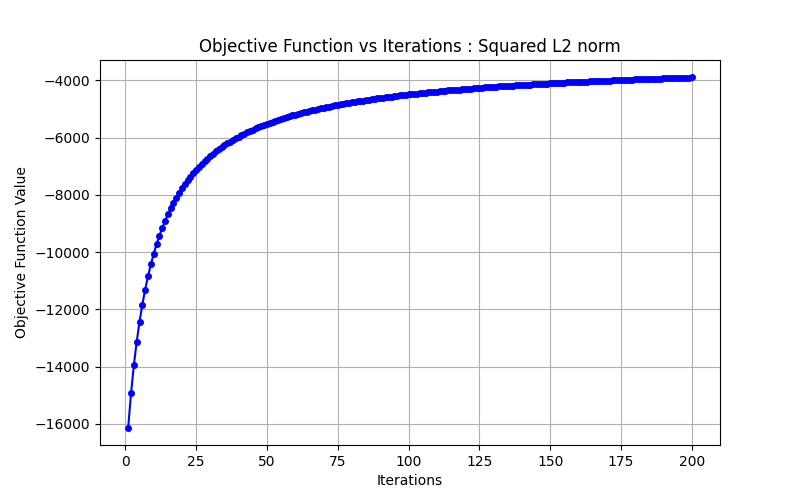 Objective Function vs Iterations : Squared L2 norm
Objective Function Value
−4000
−6000
−8000
−10000
−12000
−14000
−16000
0 25 50 75 100 125 150 175 200
Iterations